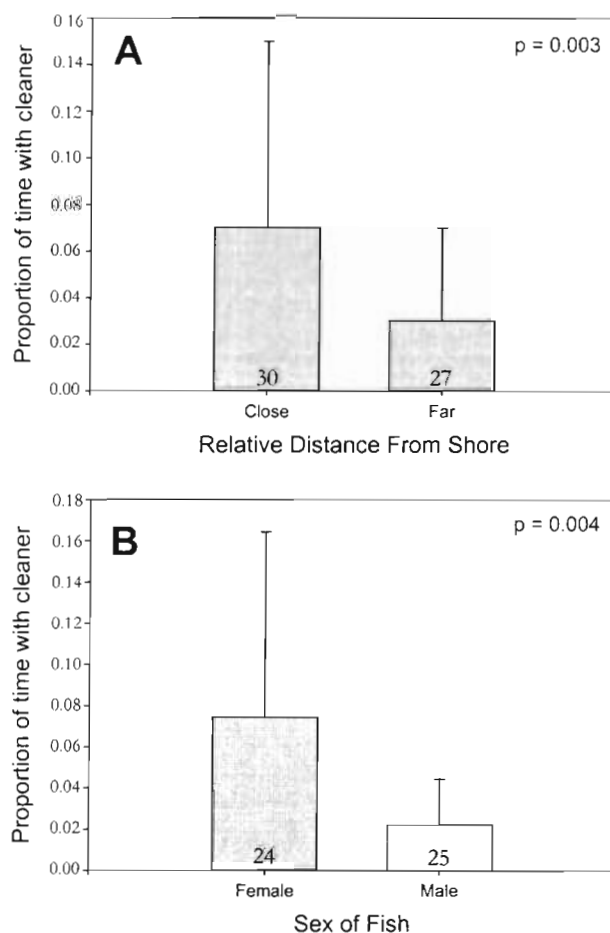 0.16
A
p = 0.003
0.14
0.12
0.10
0.08
0.06
0.04
0.02
0.00
30
27
Close
Far
Proportion of time with cleaner
Relative Distance From Shore
0.18
B
p = 0.004
0.16
0.14
0.12
0.10
0.08
0.06
0.04
0.02
0.00
24
25
Female
Male
Proportion of time with cleaner
Sex of Fish